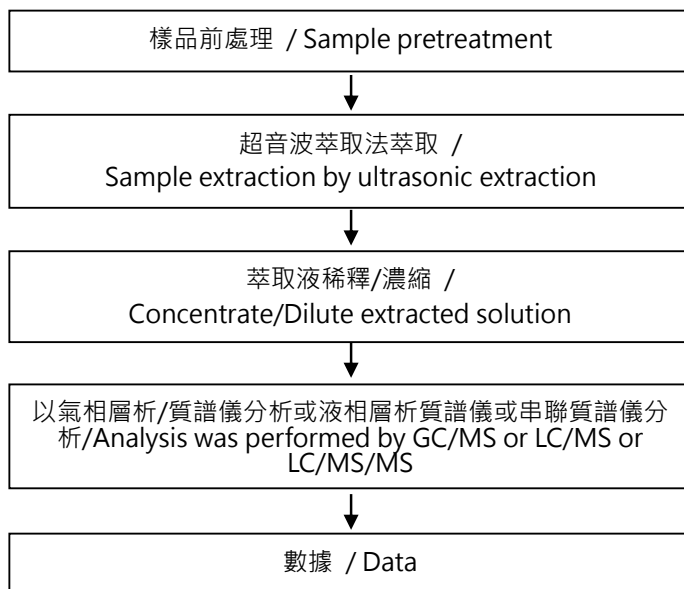 樣品前處理 / Sample pretreatment
超音波萃取法萃取 /
Sample extraction by ultrasonic extraction
萃取液稀釋/濃縮 /
Concentrate/Dilute extracted solution
以氣相層析/質譜儀分析或液相層析質譜儀或串聯質譜儀分
析/Analysis was performed by GC/MS or LC/MS or
LC/MS/MS
數據 / Data